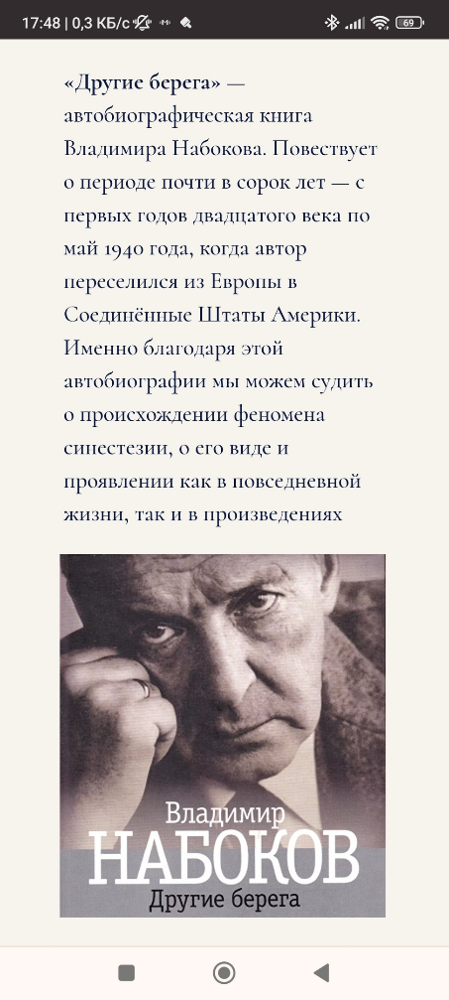 17:48 | 0,3 КБ/с
69
«Другие берега» —
автобиографическая книга
Владимира Набокова. Повествует
о периоде почти в сорок лет — с
первых годов двадцатого века по
май 1940 года, когда автор
переселился из Европы в
Соединённые Штаты Америки.
Именно благодаря этой
автобиографии мы можем судить
о происхождении феномена
синестезии, о его виде и
проявлении как в повседневной
жизни, так и в произведениях
Владимир
НАБОКОВ
Другие берега